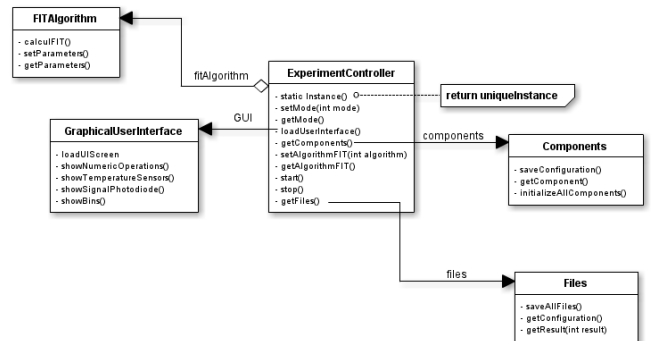 FITAlgorithm
- calculFIT()
- setParameters()
- getParameters()
fitAlgorithm
ExperimentController
- static Instance()
- setMode(int mode)
- getMode()
- loadUserInterface()
- getComponents()
- setAlgorithmFIT(int algorithm)
- getAlgorithmFIT()
- start()
- stop()
- getFiles()
return uniqueInstance
GUI
GraphicalUserInterface
- loadUIScreen
- showNumericOperations()
- showTemperatureSensors()
- showSignalPhotodiode()
- showBins()
components
Components
- saveConfiguration()
- getComponent()
- initializeAllComponents()
files
Files
- saveAllFiles()
- getConfiguration()
- getResult(int result)